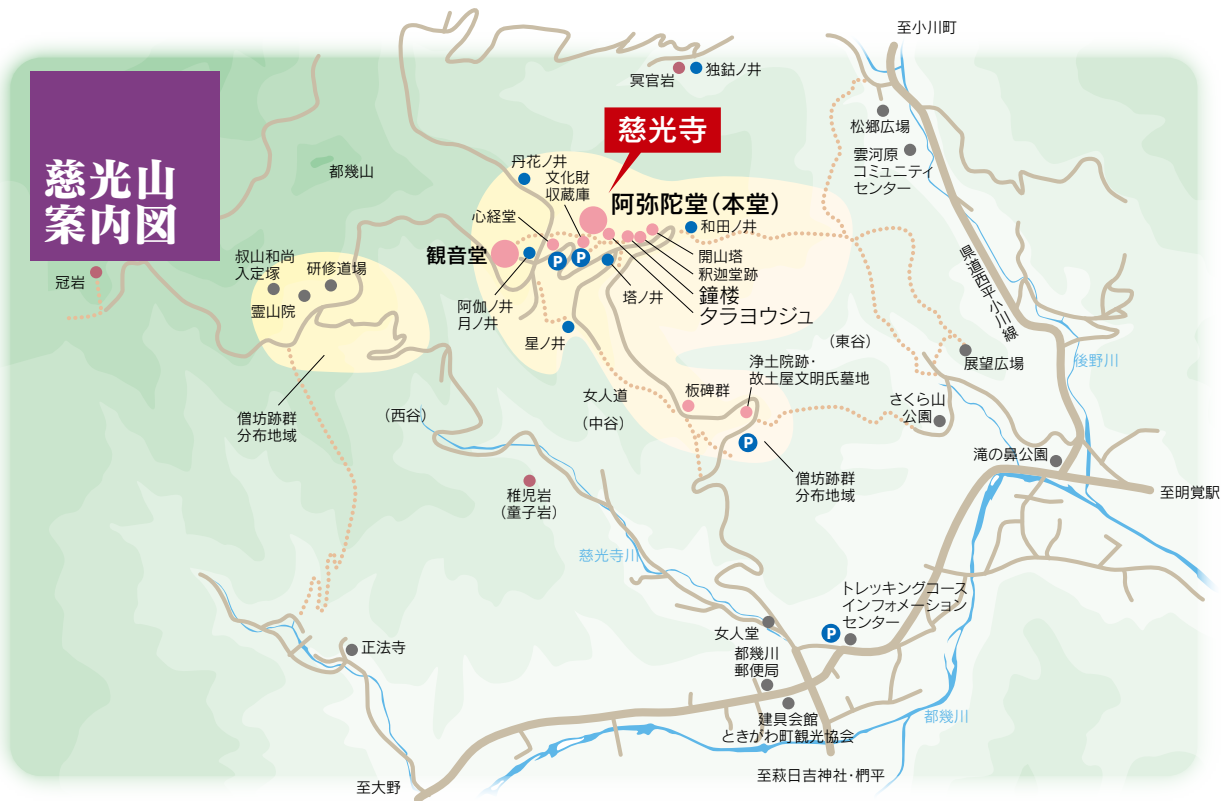 慈光山
案内図
至小川町
冥官岩
独鈷ノ井
慈光寺
松郷広場
雲河原
コミュニティ
センター
丹花ノ井
文化財
収蔵庫
都幾山
心経堂
阿弥陀堂(本堂)
和田ノ井
観音堂
開山塔
釈迦堂跡
鐘楼
タラヨウジュ
塔ノ井
阿伽ノ井
月ノ井
星ノ井
叔山和尚
入定塚
研修道場
霊山院
冠岩
県道西平小川線
後野川
(東谷)
展望広場
浄土院跡・
故土屋文明氏墓地
板碑群
女人道
(中谷)
さくら山
公園
僧坊跡群
分布地域
(西谷)
滝の鼻公園
僧坊跡群
分布地域
至明覚駅
稚児岩
(童子岩)
慈光寺川
トレッキングコース
インフォメーション
センター
P
P
P
P
女人堂
都幾川
郵便局
正法寺
建具会館
ときがわ町観光協会
都幾川
至大野
至萩日吉神社・椚平